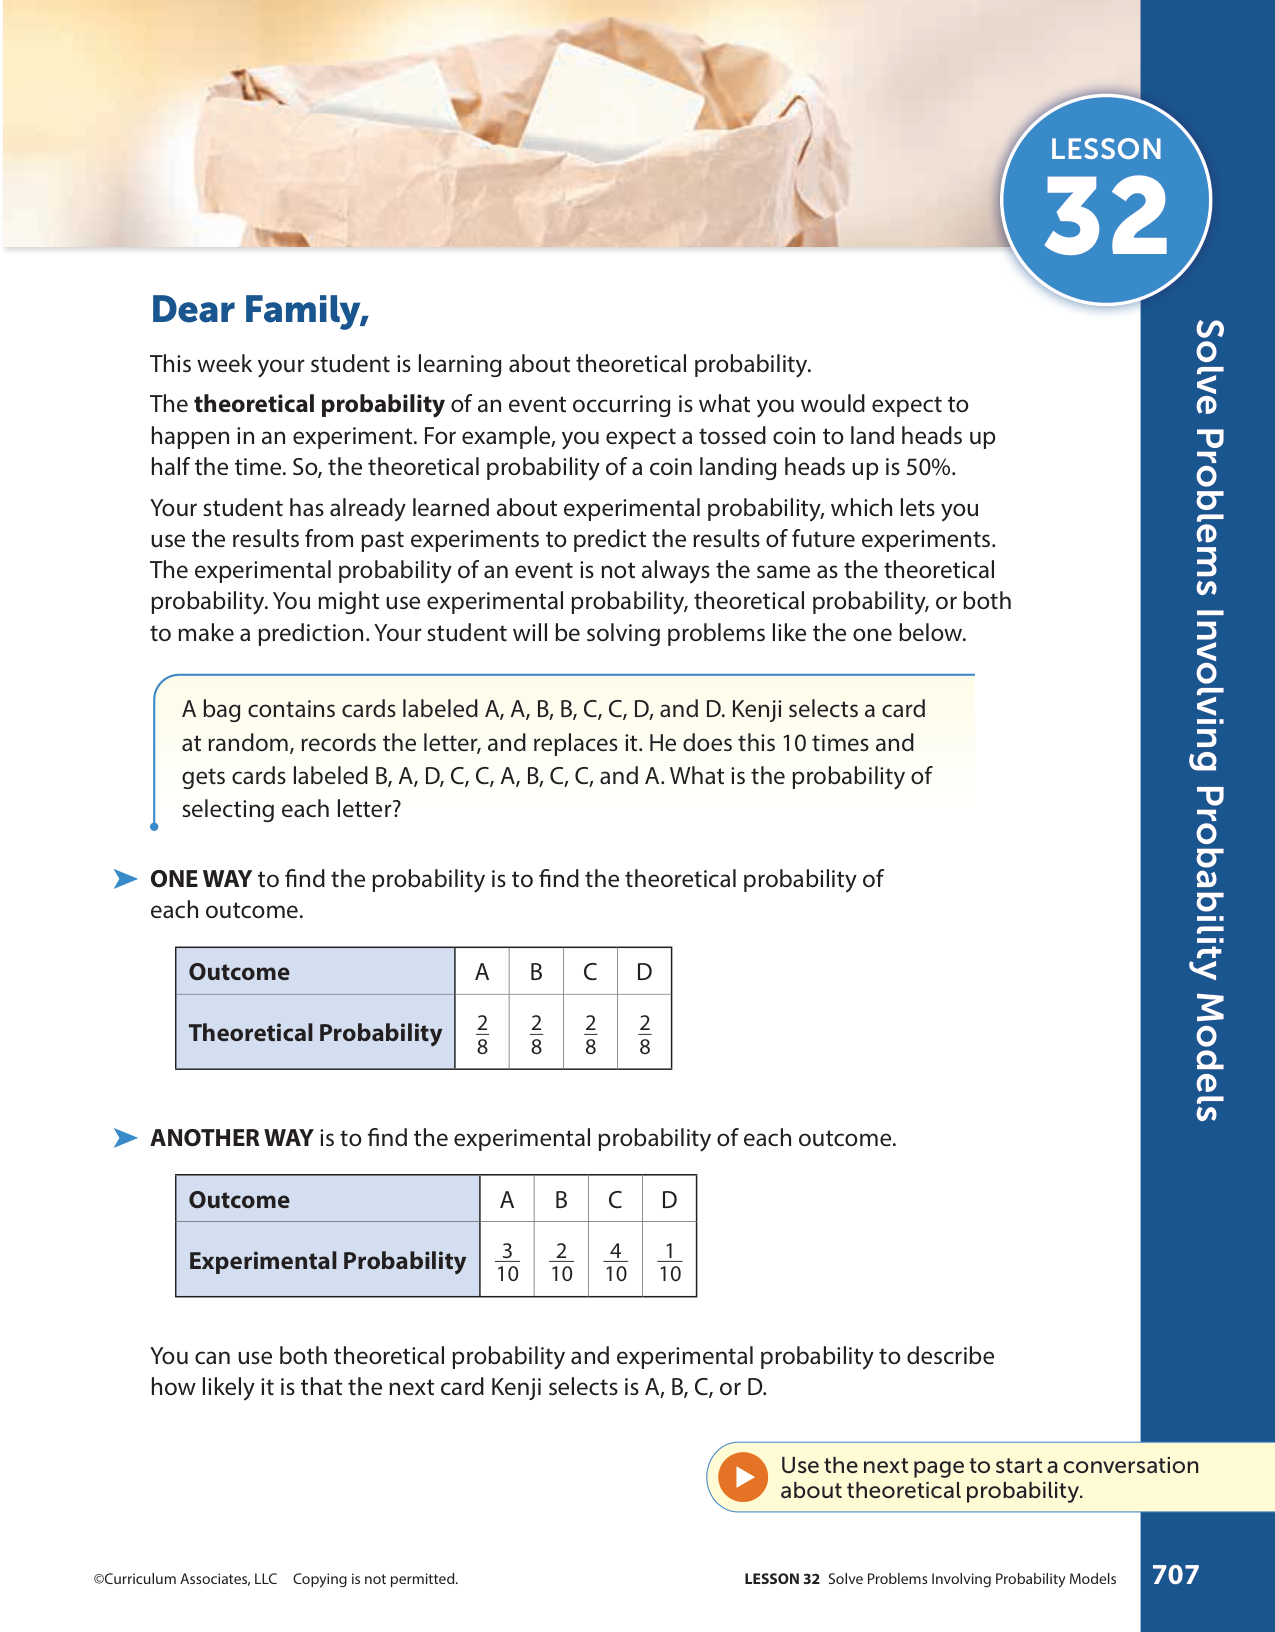 LESSON
32
Solve Problems Involving Probability Models
Dear Family,
This week your student is learning about theoretical probability.
The theoretical probability of an event occurring is what you would expect to
happen in an experiment. For example, you expect a tossed coin to land heads up
half the time. So, the theoretical probability of a coin landing heads up is 50%.
Your student has already learned about experimental probability, which lets you
use the results from past experiments to predict the results of future experiments.
The experimental probability of an event is not always the same as the theoretical
probability. You might use experimental probability, theoretical probability, or both
to make a prediction. Your student will be solving problems like the one below.
A bag contains cards labeled A, A, B, B, C, C, D, and D. Kenji selects a card
at random, records the letter, and replaces it. He does this 10 times and
gets cards labeled B, A, D, C, C, A, B, C, C, and A. What is the probability of
selecting each letter?
ONE WAY to find the probability is to find the theoretical probability of
each outcome.
Outcome A B C D
Theoretical Probability 2/8 2/8 2/8 2/8
ANOTHER WAY is to find the experimental probability of each outcome.
Outcome A B C D
Experimental Probability 3/10 2/10 4/10 1/10
You can use both theoretical probability and experimental probability to describe
how likely it is that the next card Kenji selects is A, B, C, or D.
Use the next page to start a conversation
about theoretical probability.
©Curriculum Associates, LLC Copying is not permitted.
LESSON 32 Solve Problems Involving Probability Models
707